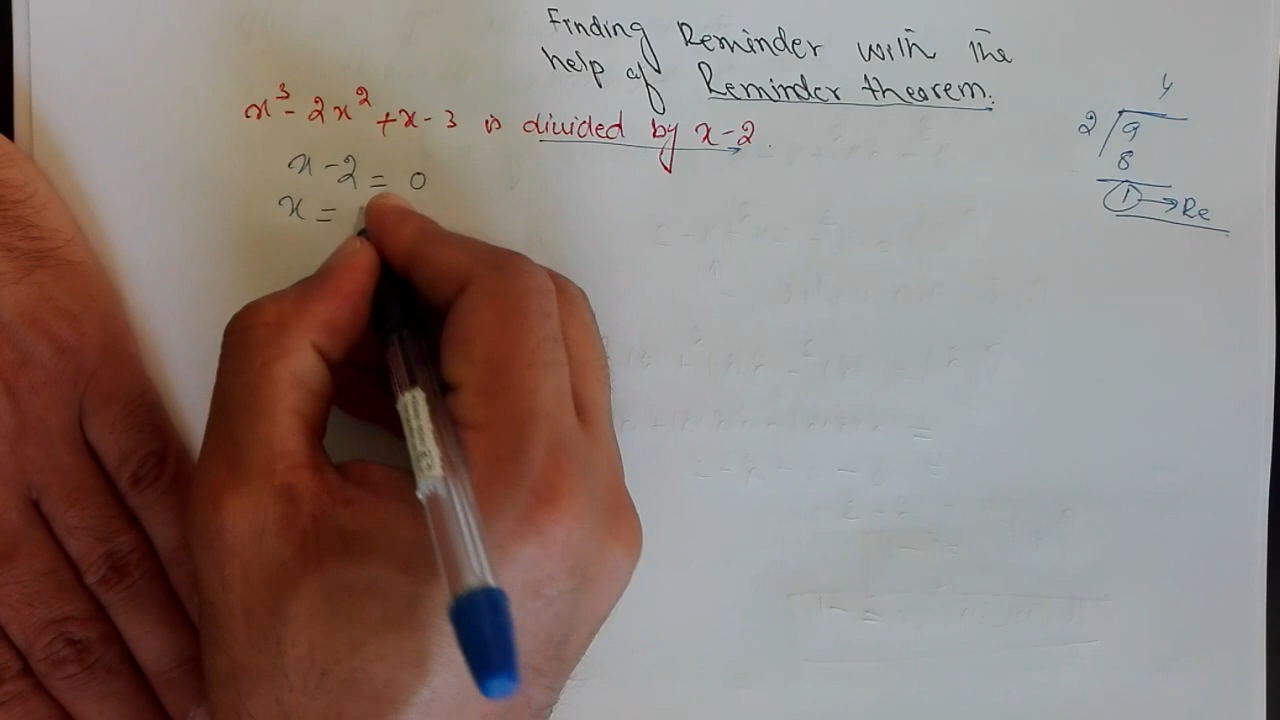 Finding Reminder with the
help of Reminder theorem.
x³- 2x² +x-3 is divided by x-2.
x-2= 0
x =
4
2 9
8
1 → Re